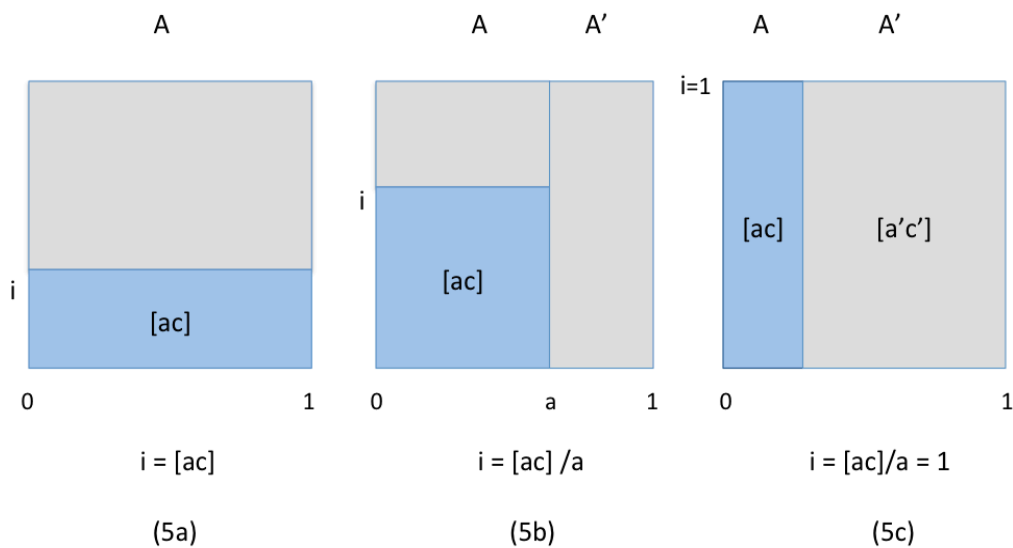 A A A' A A'
i=1
i
[ac] [a'c']
[ac]
i
[ac]
0 1 0 a 1 0 1
i = [ac] i = [ac] /a i = [ac]/a = 1
(5a) (5b) (5c)